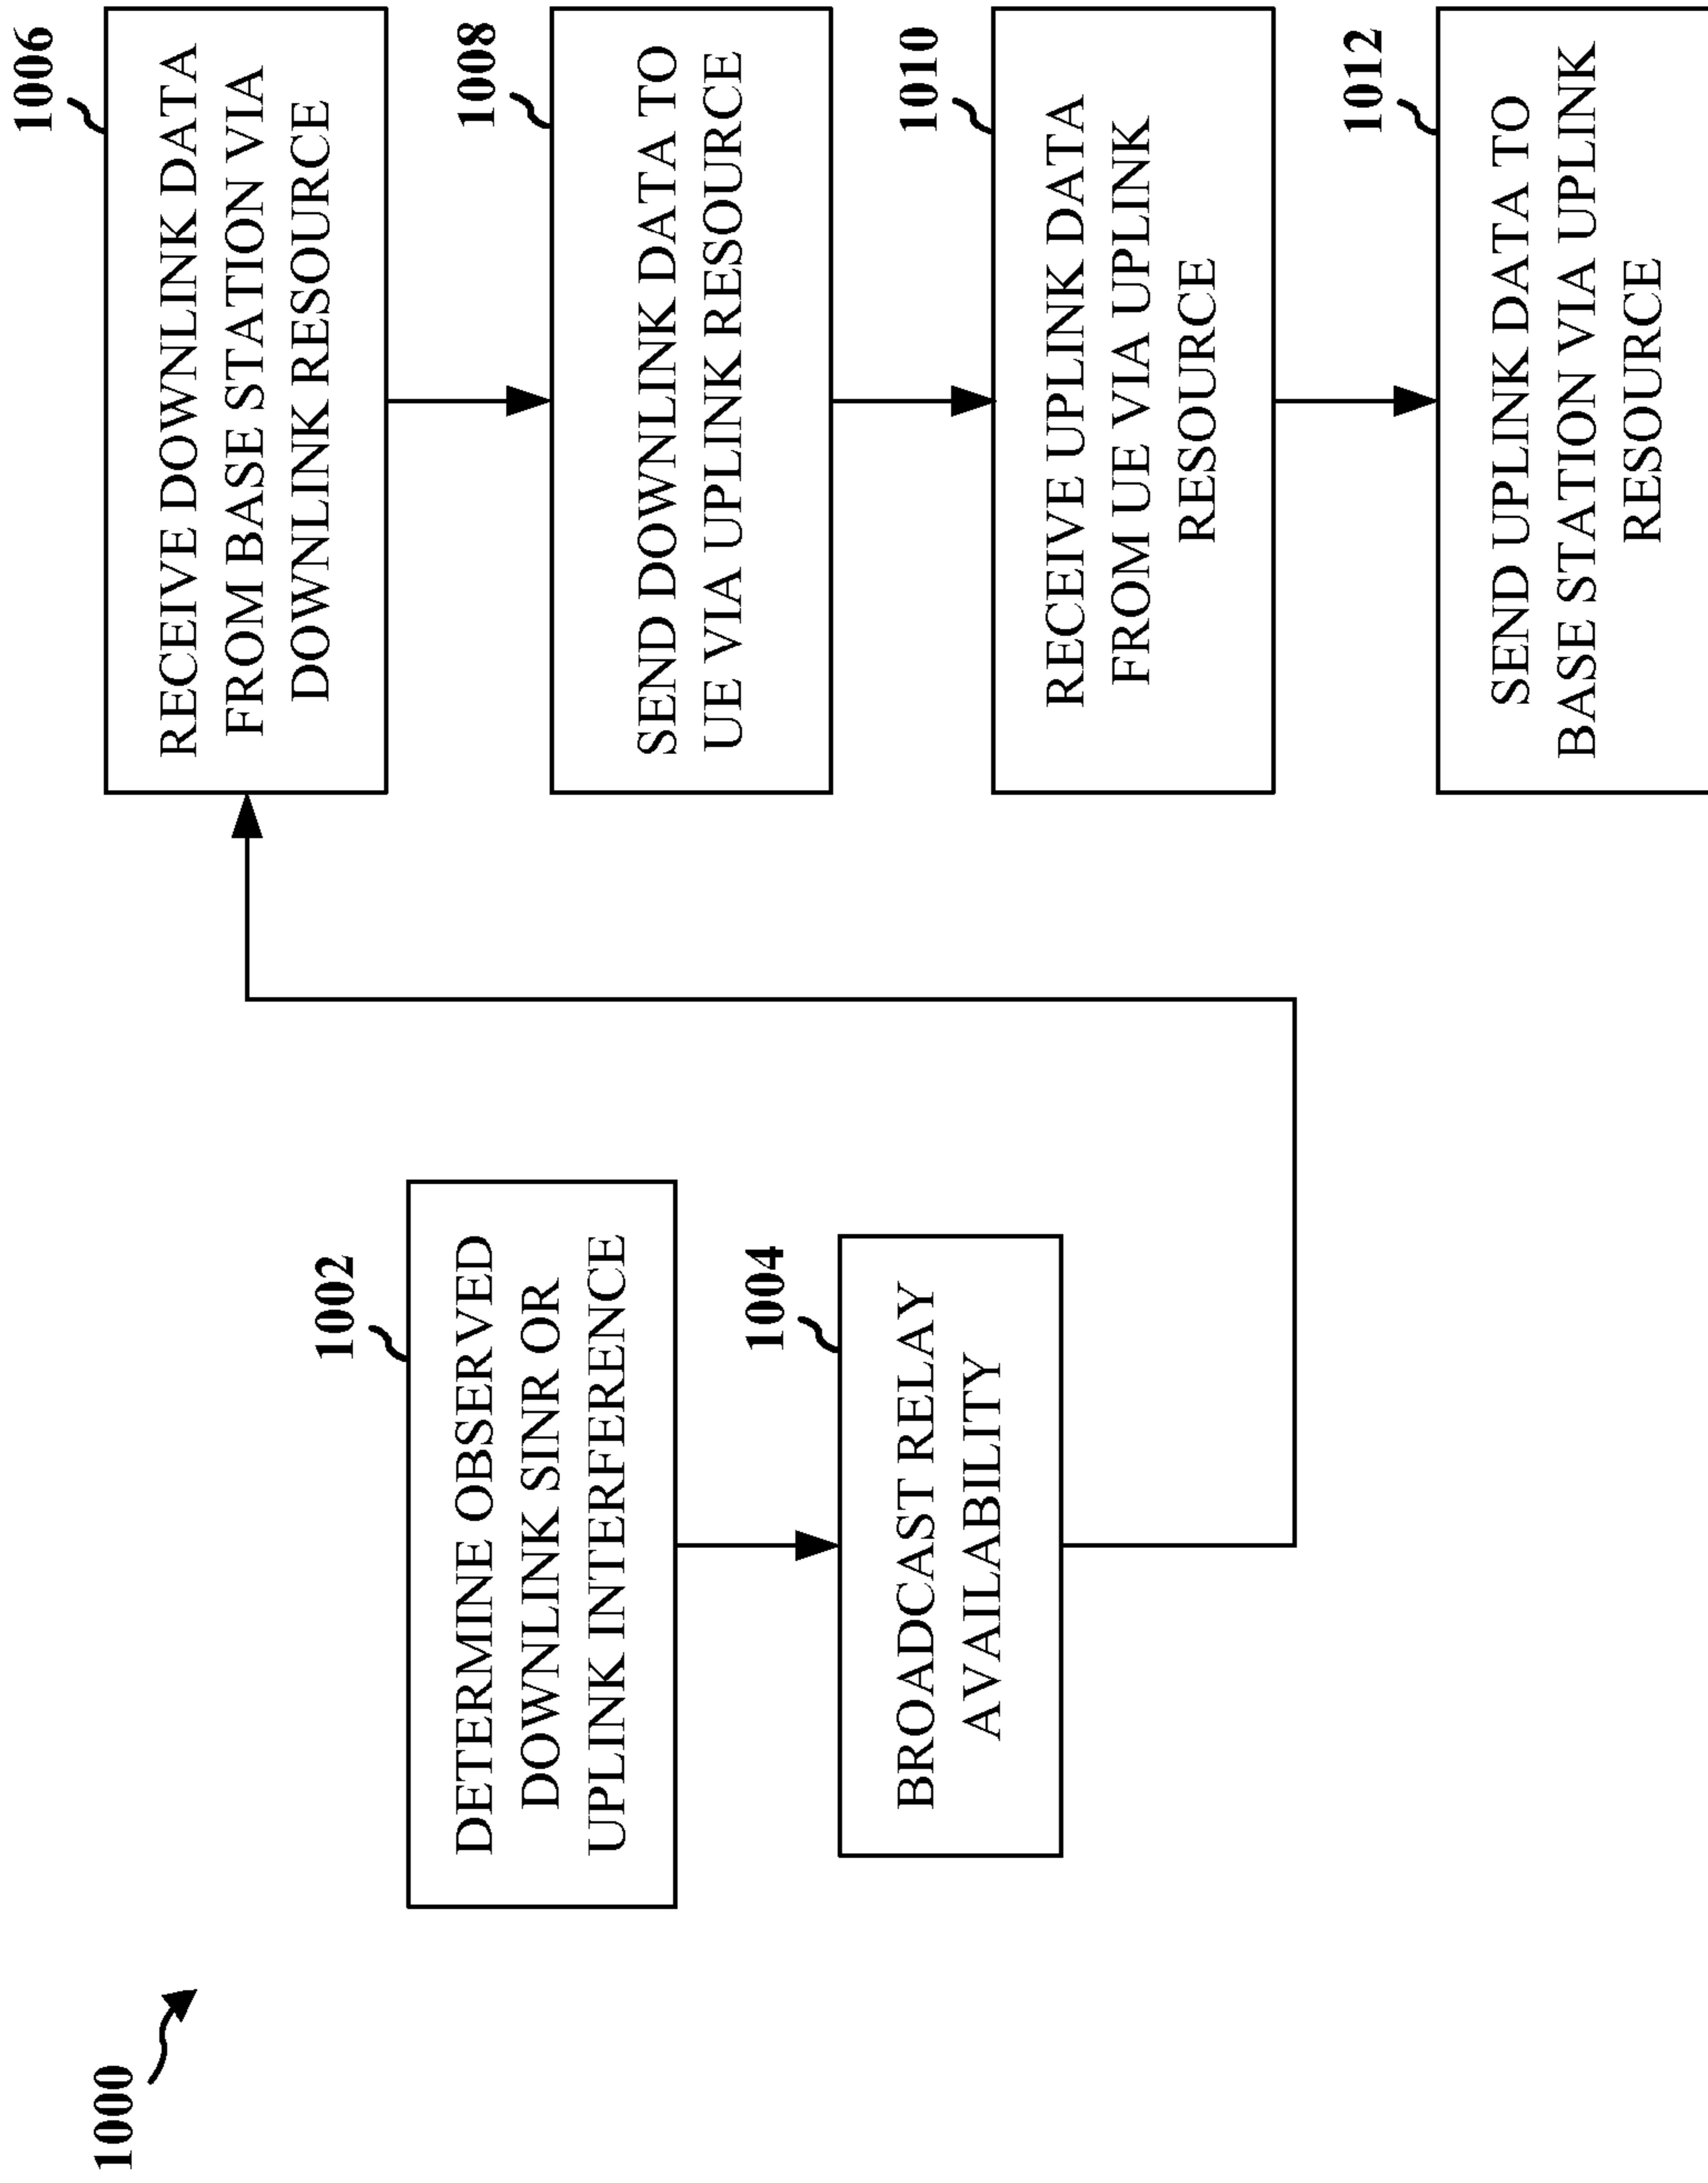 1000
1002
DETERMINE OBSERVED
DOWNLINK SINR OR
UPLINK INTERFERENCE
1004
BROADCAST RELAY
AVAILABILITY
1006
RECEIVE DOWNLINK DATA
FROM BASE STATION VIA
DOWNLINK RESOURCE
1008
SEND DOWNLINK DATA TO
UE VIA UPLINK RESOURCE
1010
RECEIVE UPLINK DATA
FROM UE VIA UPLINK
RESOURCE
1012
SEND UPLINK DATA TO
BASE STATION VIA UPLINK
RESOURCE